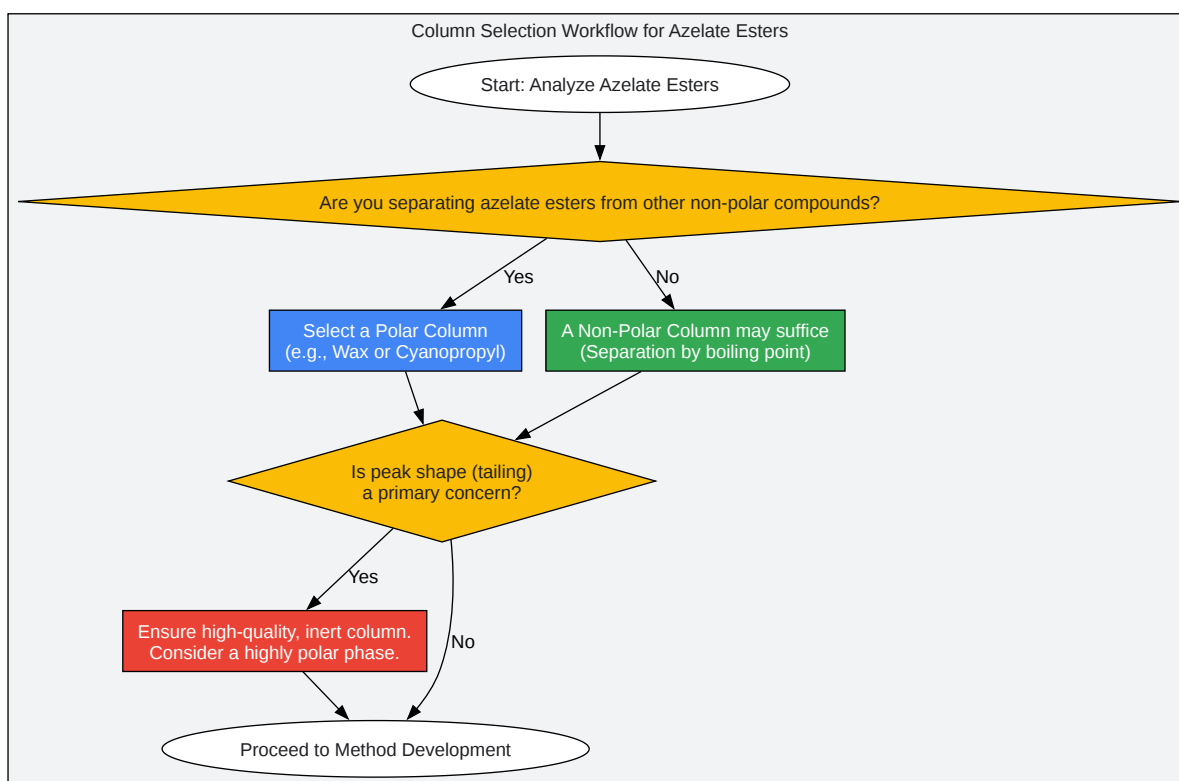 Column Selection Workflow for Azelate Esters
Start: Analyze Azelate Esters
Are you separating azelate esters from other non-polar compounds?
Yes
No
Select a Polar Column
(e.g., Wax or Cyanopropyl)
A Non-Polar Column may suffice
(Separation by boiling point)
Is peak shape (tailing)
a primary concern?
Yes
No
Ensure high-quality, inert column.
Consider a highly polar phase.
Proceed to Method Development